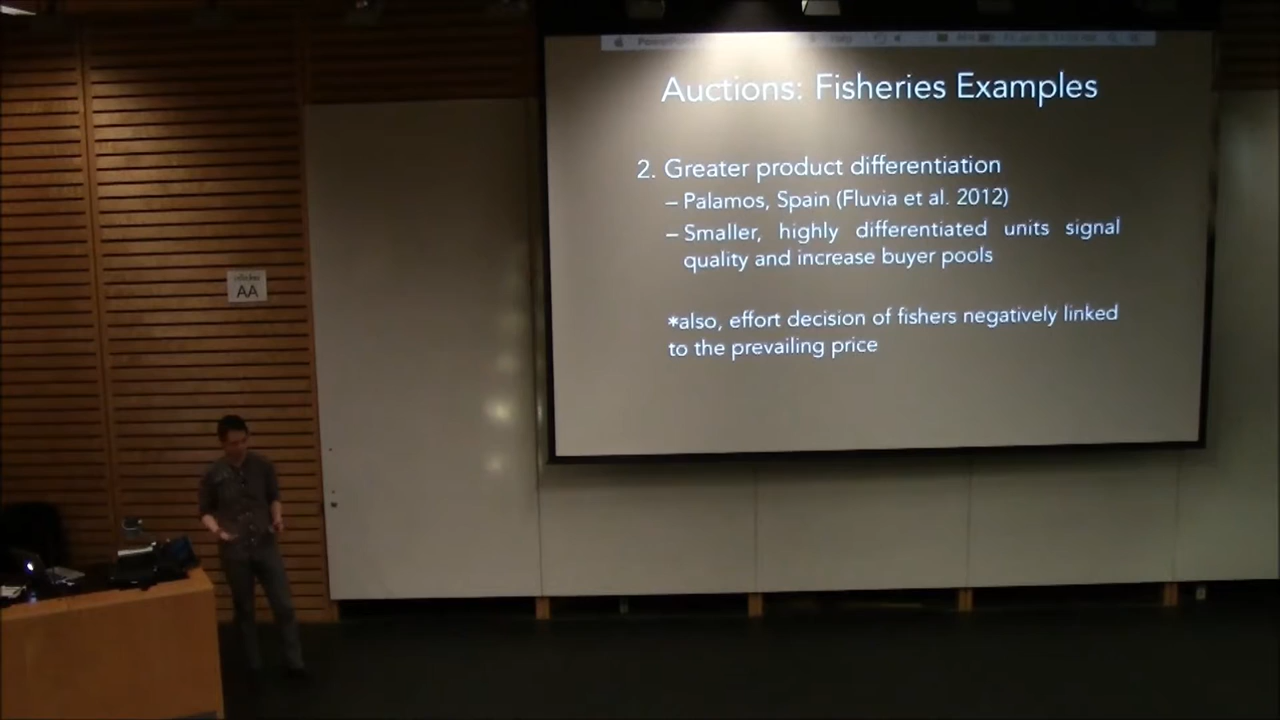 Auctions: Fisheries Examples
2. Greater product differentiation
– Palamos, Spain (Fluvia et al. 2012)
– Smaller, highly differentiated units signal
quality and increase buyer pools
*also, effort decision of fishers negatively linked
to the prevailing price
AA